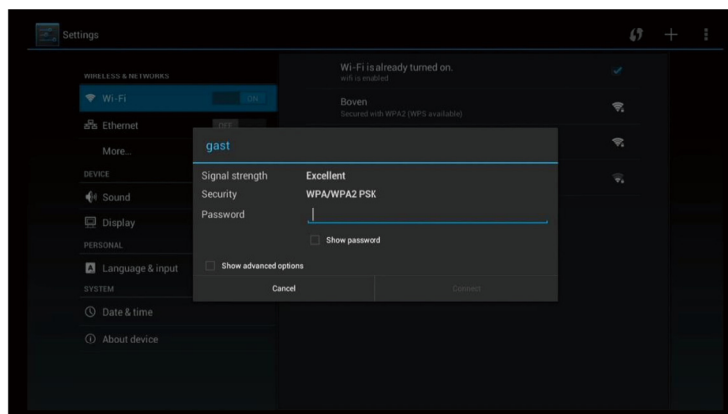 Settings
WIRELESS & NETWORKS
Wi-Fi
ON
Ethernet
OFF
More...
DEVICE
Sound
Display
PERSONAL
Language & input
SYSTEM
Date & time
About device
Wi-Fi is already turned on.
wifi is enabled
Boven
Secured with WPA2 (WPS available)
gast
Signal strength Excellent
Security WPA/WPA2 PSK
Password
Show password
Show advanced options
Cancel Connect